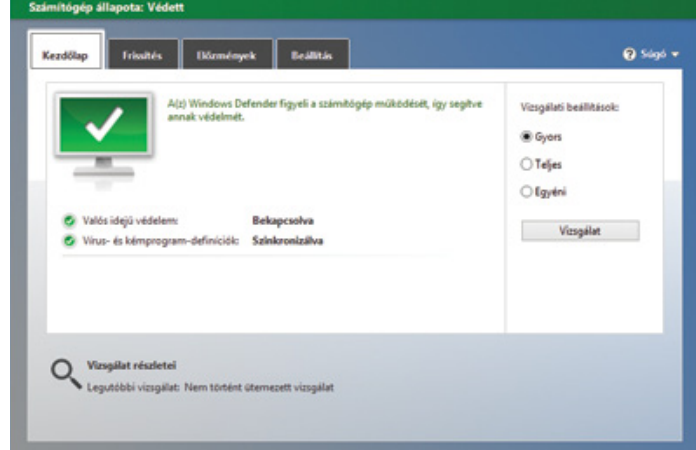 Számítógép állapota: Védett
Kezdőlap
Frissítés
Előzmények
Beállítás
Súgó
A(z) Windows Defender figyeli a számítógép működését, így segítve
annak védelmét.
Vizsgálati beállítások:
Gyors
Teljes
Egyéni
Vizsgálat
Valós idejű védelem: Bekapcsolva
Vírus- és kémprogram-definíciók: Szinkronizálva
Vizsgálat részletei
Legutóbbi vizsgálat: Nem történt ütemezett vizsgálat